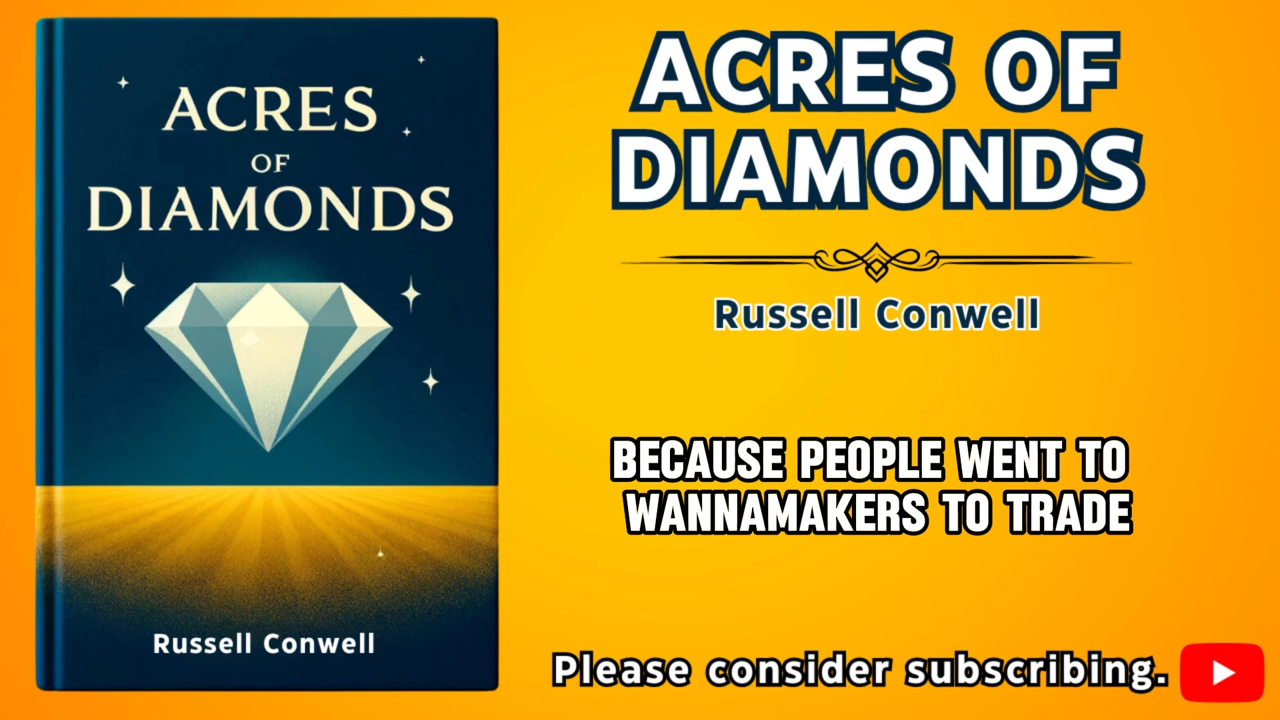 ACRES
OF
DIAMONDS
Russell Conwell
ACRES OF
DIAMONDS
Russell Conwell
BECAUSE PEOPLE WENT TO
WANNAMAKERS TO TRADE
Please consider subscribing.